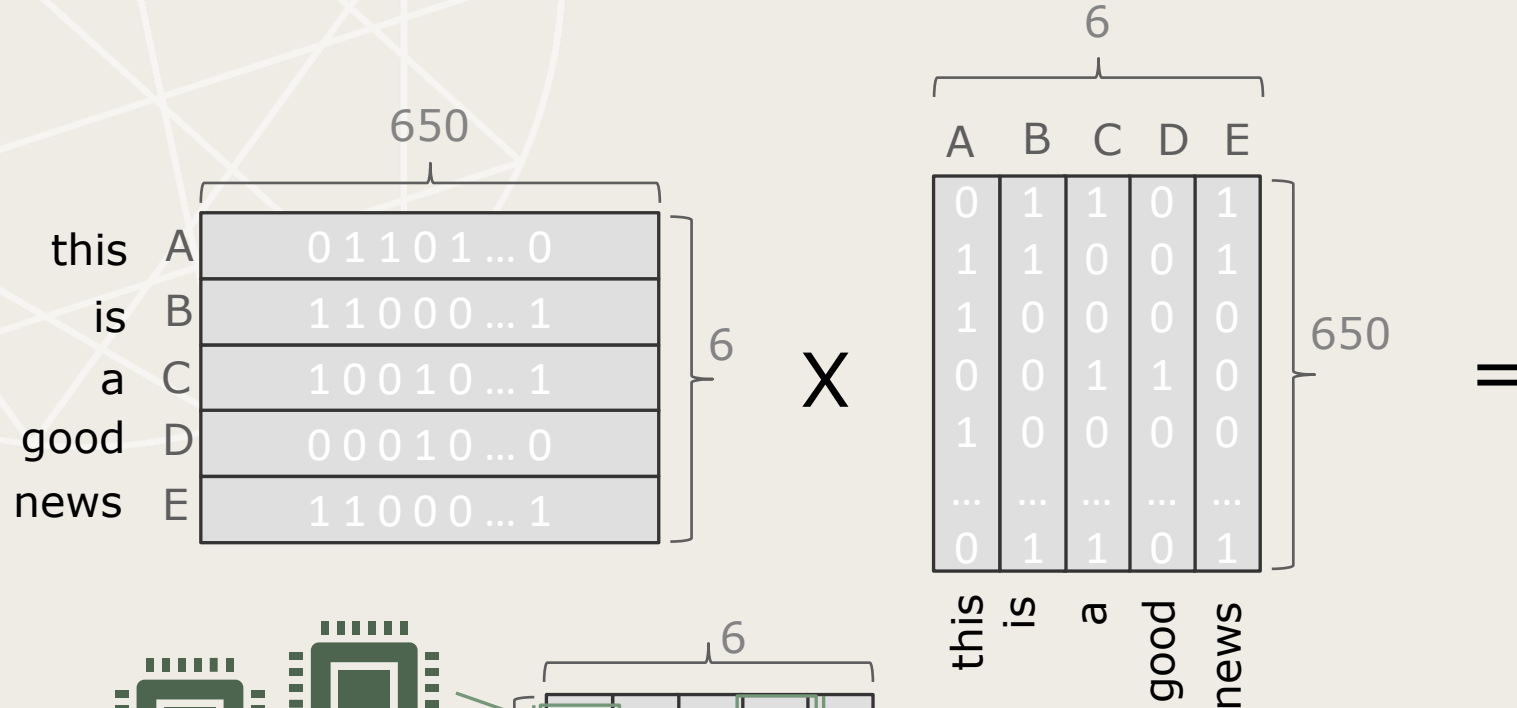 650
this A 0 1 1 0 1 ... 0
is B 1 1 0 0 0 ... 1
a C 1 0 0 1 0 ... 1
good D 0 0 0 1 0 ... 0
news E 1 1 0 0 0 ... 1
6
X
6
A B C D E
0 1 1 0 1
1 1 0 0 1
1 0 0 0 0
0 0 1 1 0
1 0 0 0 0
... ... ... ... ...
0 1 1 0 1
650
this is a good news
=
6